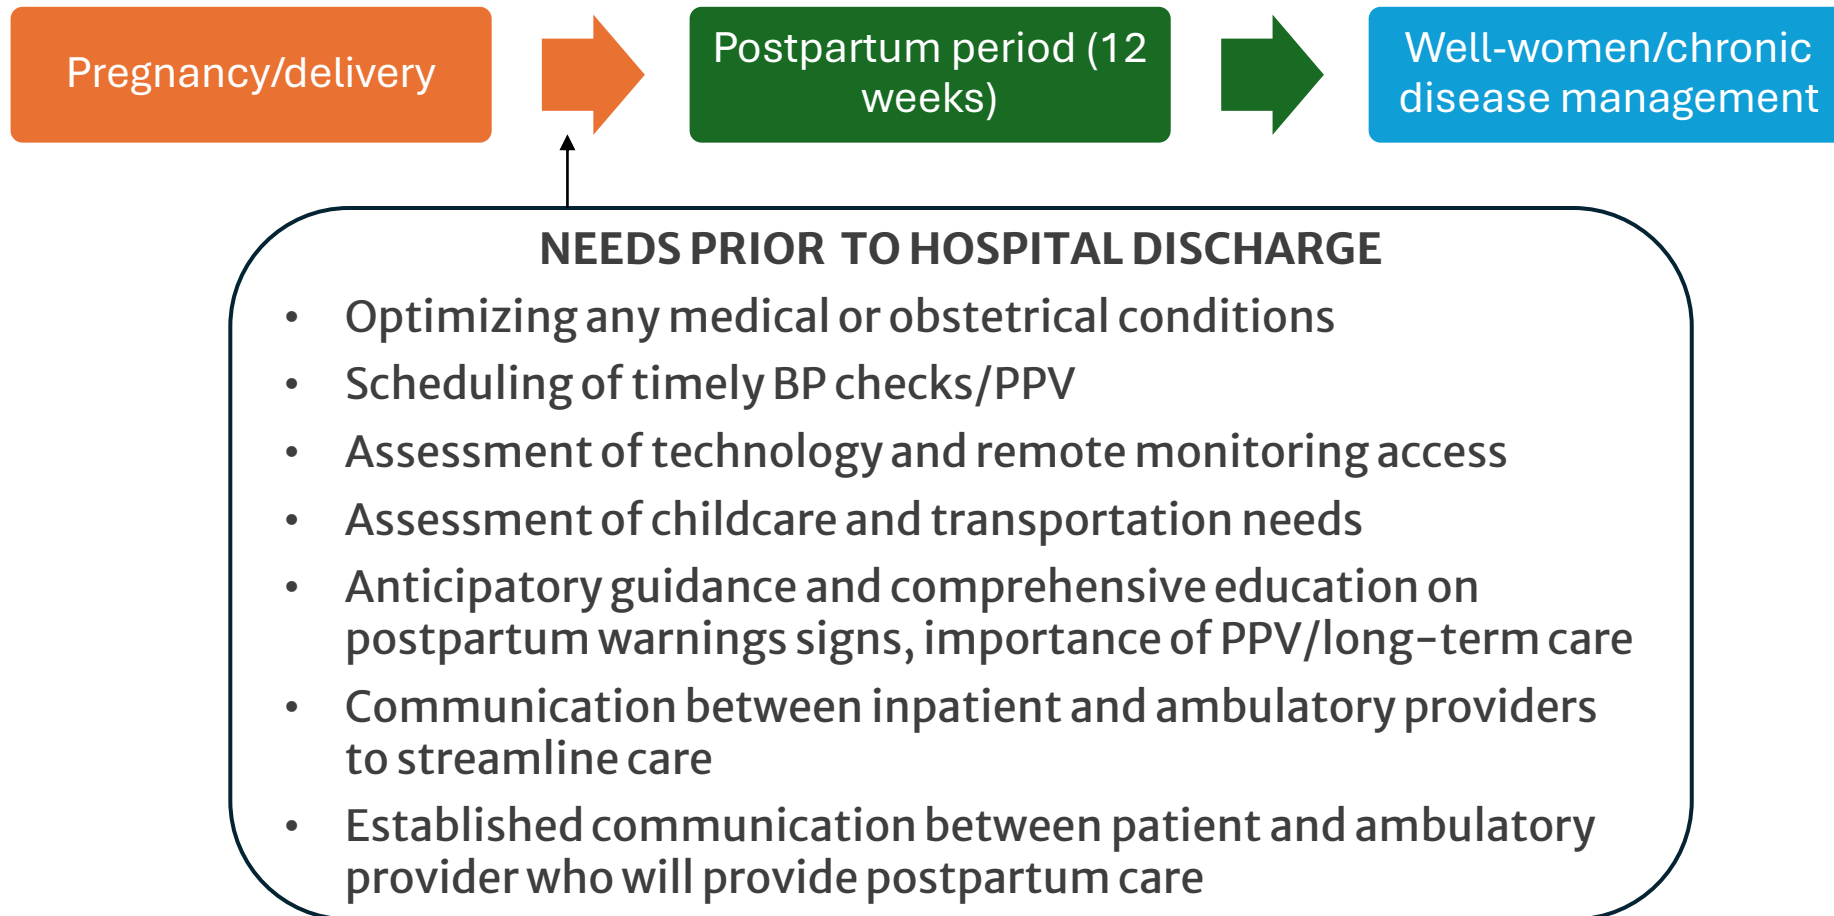 Pregnancy/delivery
Postpartum period (12
weeks)
Well-women/chronic
disease management
NEEDS PRIOR TO HOSPITAL DISCHARGE
• Optimizing any medical or obstetrical conditions
• Scheduling of timely BP checks/PPV
• Assessment of technology and remote monitoring access
• Assessment of childcare and transportation needs
• Anticipatory guidance and comprehensive education on
postpartum warnings signs, importance of PPV/long-term care
• Communication between inpatient and ambulatory providers
to streamline care
• Established communication between patient and ambulatory
provider who will provide postpartum care